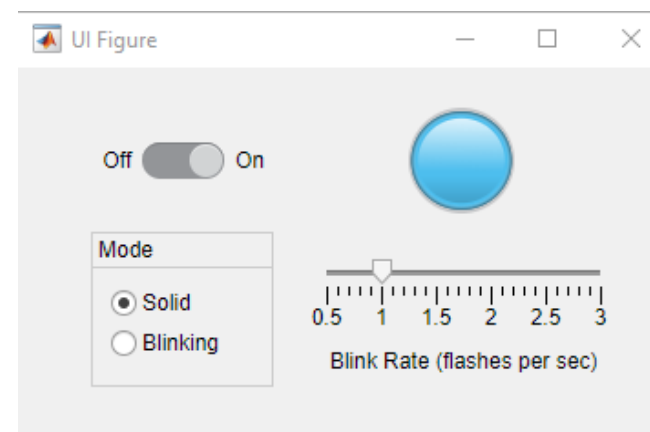 UI Figure
Off On
Mode
Solid
Blinking
0.5 1 1.5 2 2.5 3
Blink Rate (flashes per sec)